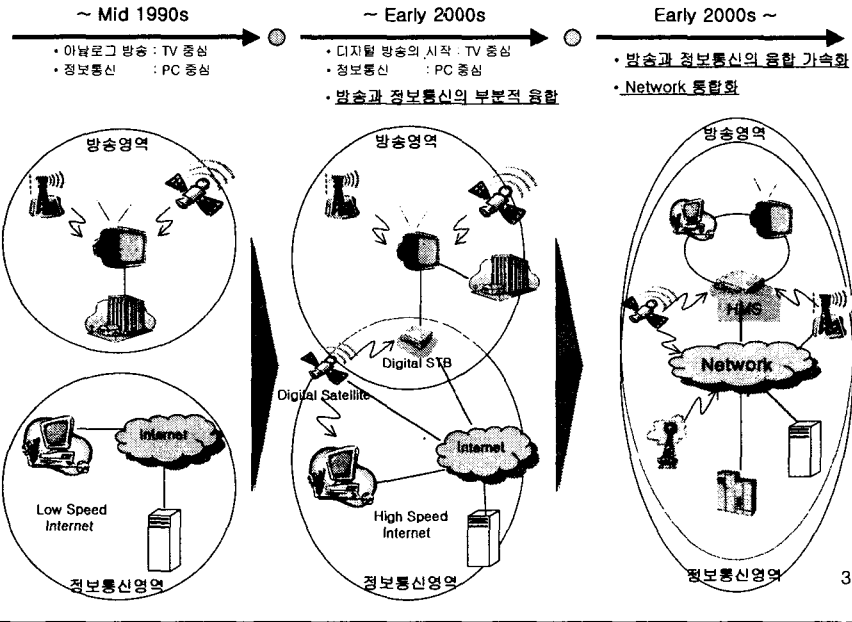 ~ Mid 1990s
• 아날로그 방송 : TV 중심
• 정보통신 : PC 중심
~ Early 2000s
• 디지털 방송의 시작 : TV 중심
• 정보통신 : PC 중심
• 방송과 정보통신의 부분적 융합
Early 2000s ~
• 방송과 정보통신의 융합 가속화
• Network 통합화
방송영역
Internet
Low Speed
Internet
정보통신영역
방송영역
Digital STB
Digital Satellite
Internet
High Speed
Internet
정보통신영역
방송영역
HMS
Network
정보통신영역
3